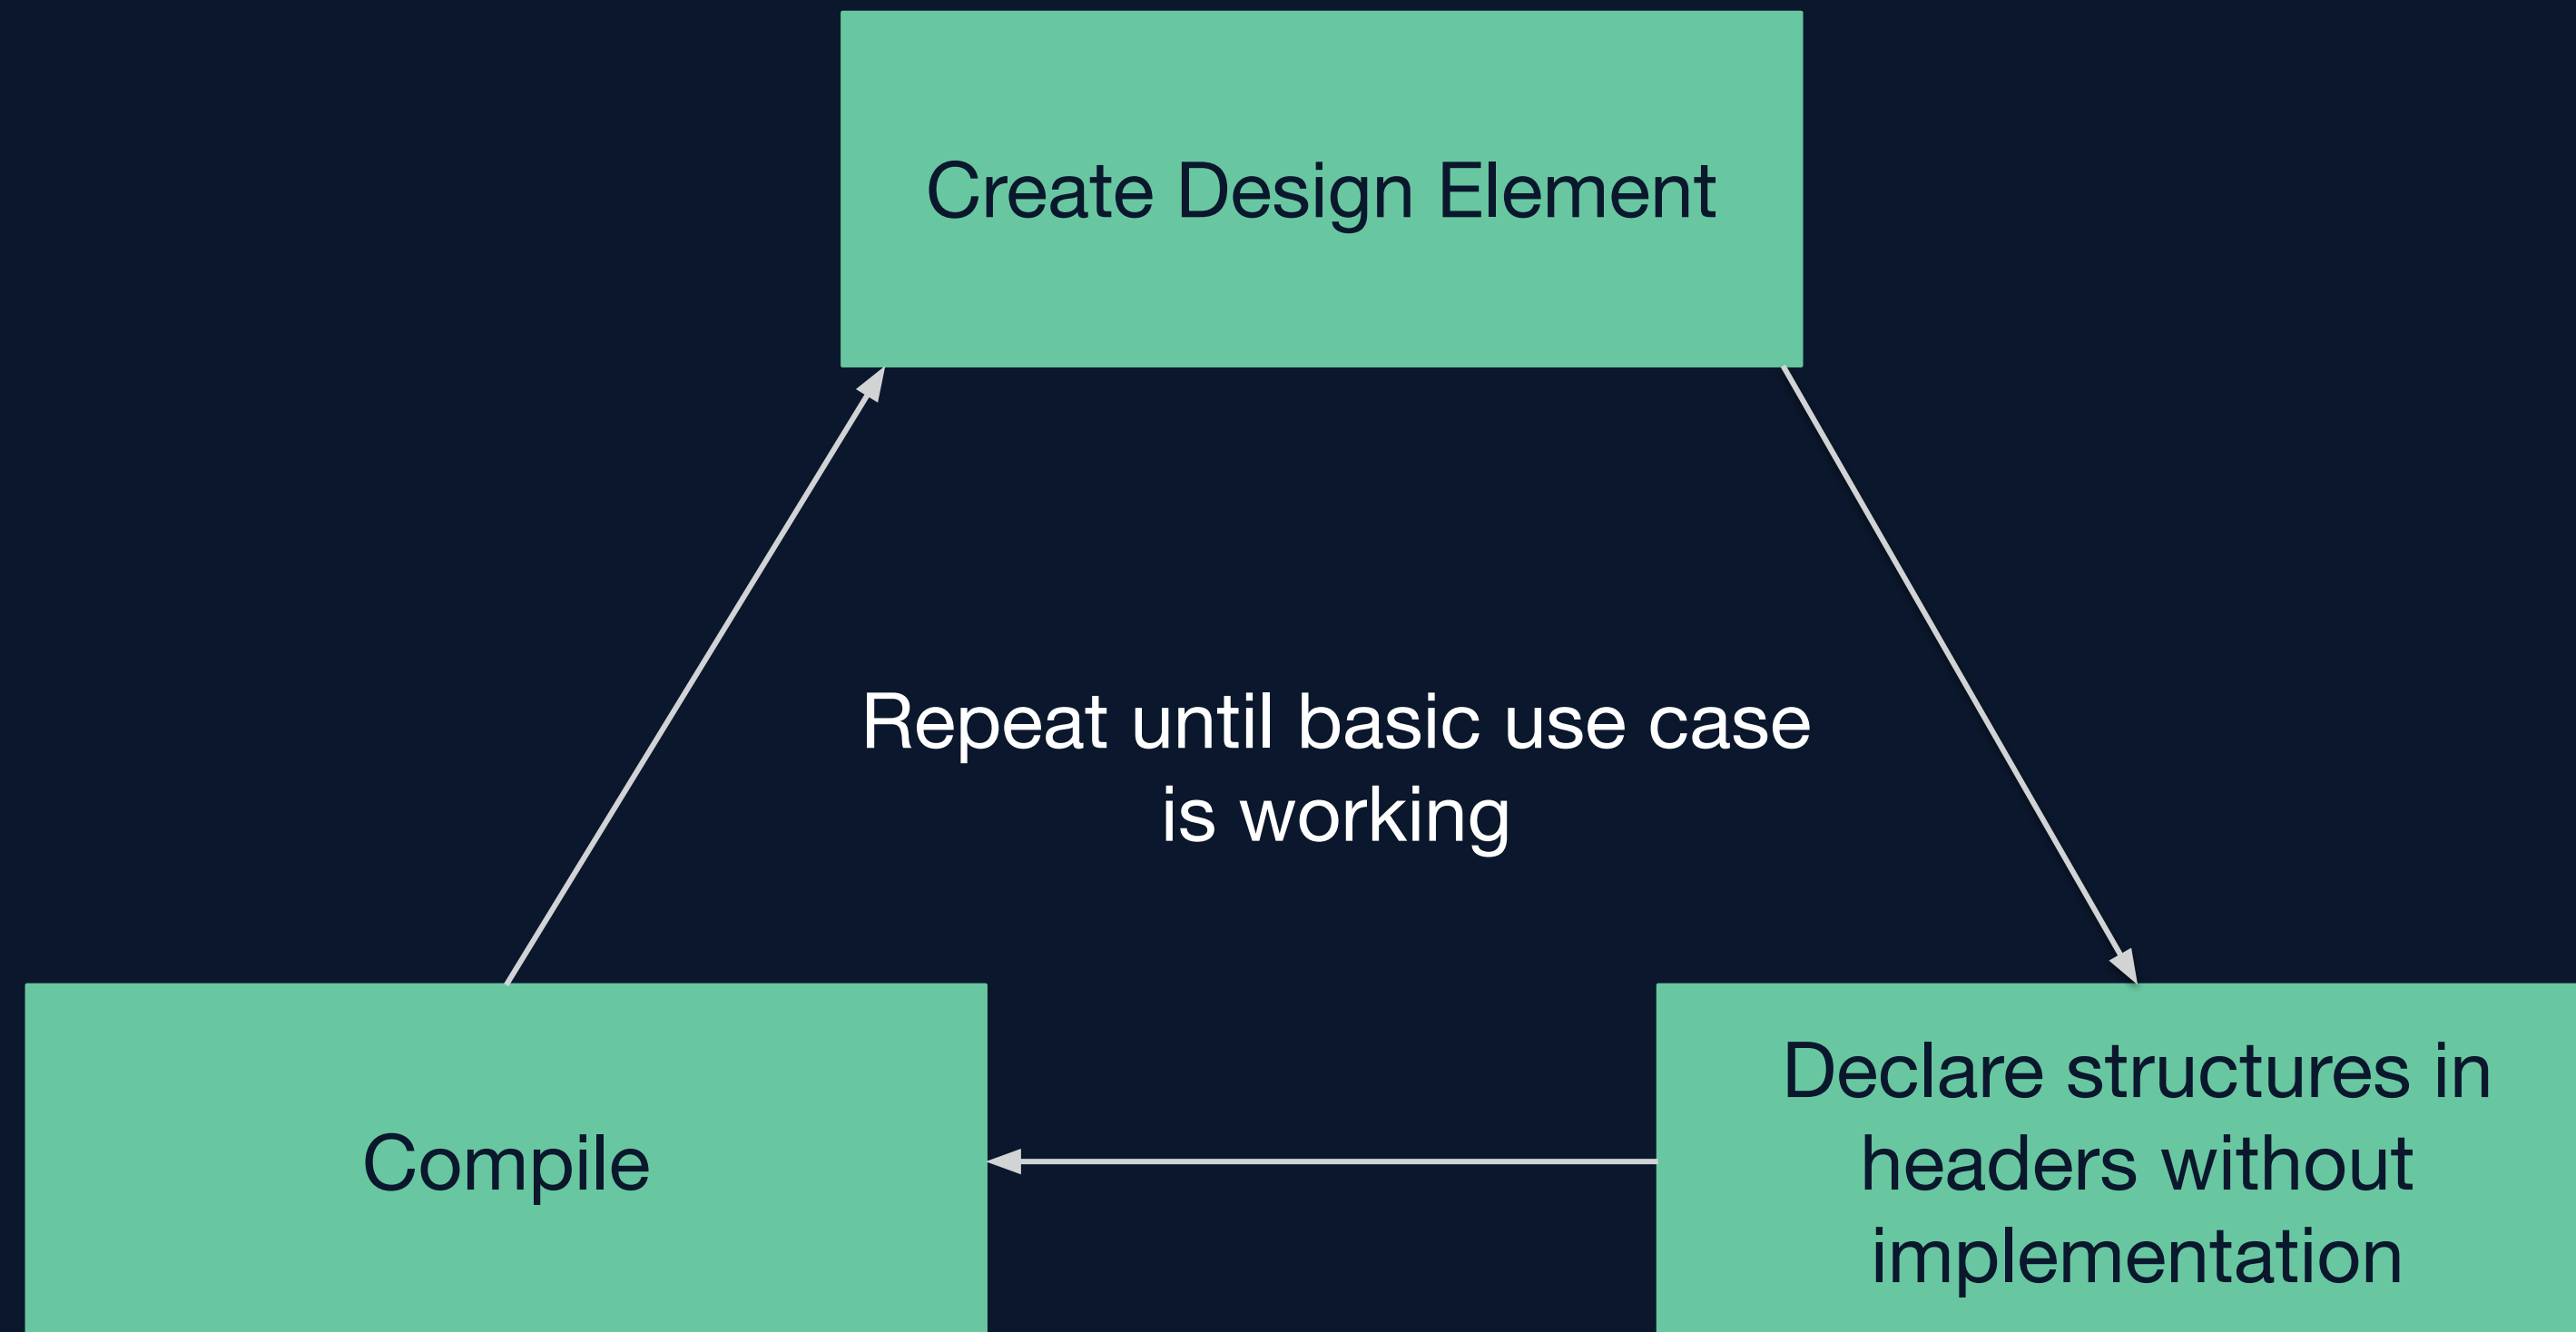 Create Design Element
Repeat until basic use case
is working
Compile
Declare structures in
headers without
implementation